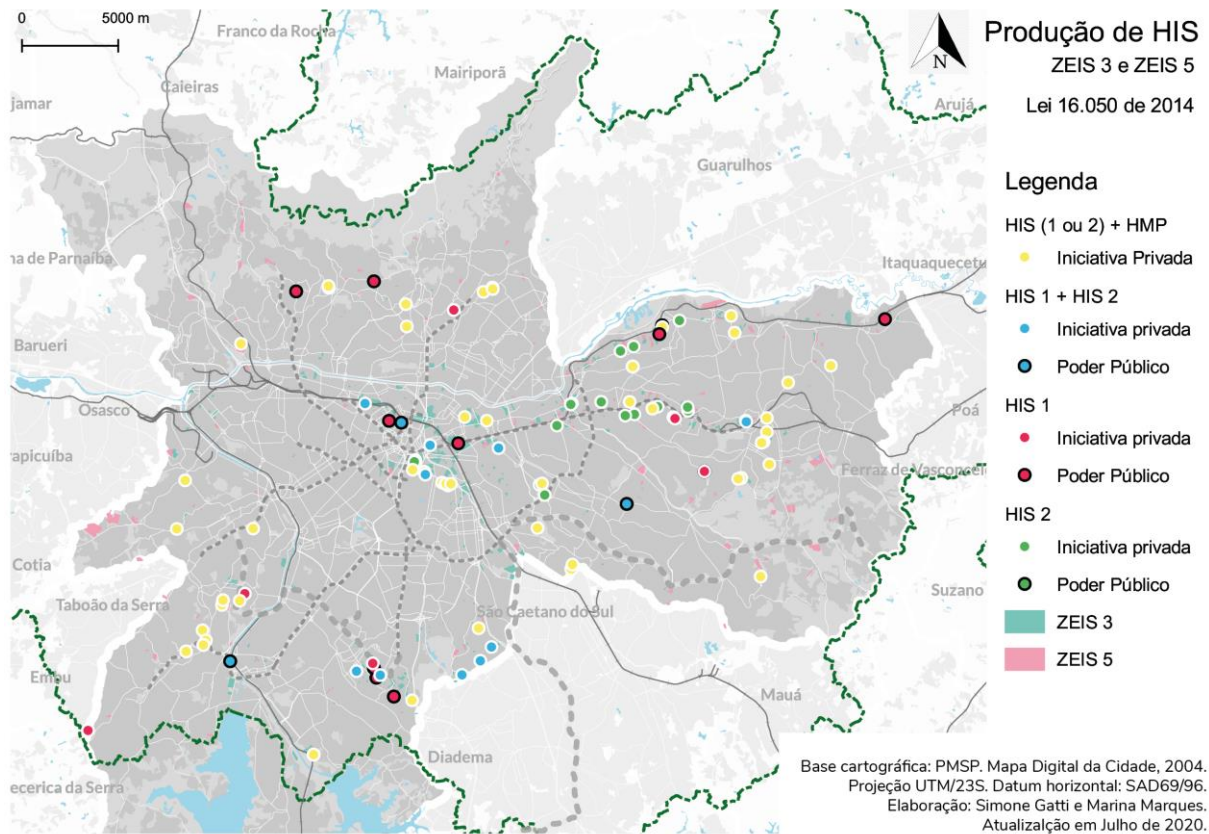 0 5000 m
Franco da Rocha
Mairiporã
Caieiras
ajamar
Arujá
Guarulhos
na de Parnaíba
Itaquaquecetu
Barueri
Osasco
Poá
arapicuíba
Ferraz de Vasconcel
Cotia
Taboão da Serra
São Caetano do Sul
Suzano
Embu
Mauá
Diadema
ecerica da Serra
N
Produção de HIS
ZEIS 3 e ZEIS 5
Lei 16.050 de 2014
Legenda
HIS (1 ou 2) + HMP
Iniciativa Privada
HIS 1 + HIS 2
Iniciativa privada
Poder Público
HIS 1
Iniciativa privada
Poder Público
HIS 2
Iniciativa privada
Poder Público
ZEIS 3
ZEIS 5
Base cartográfica: PMSP. Mapa Digital da Cidade, 2004.
Projeção UTM/23S. Datum horizontal: SAD69/96.
Elaboração: Simone Gatti e Marina Marques.
Atualizalção em Julho de 2020.